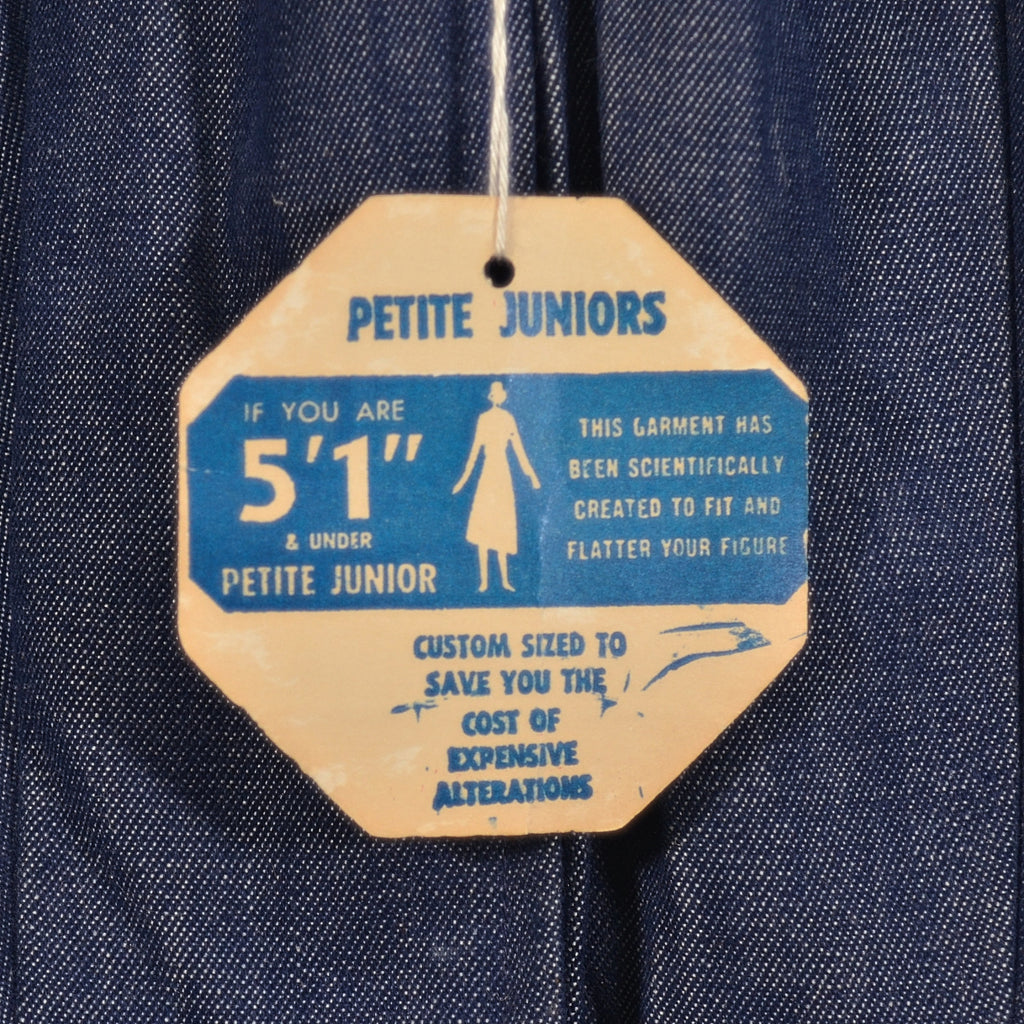 PETITE JUNIORS
IF YOU ARE
5'1"
& UNDER
PETITE JUNIOR
THIS GARMENT HAS
BEEN SCIENTIFICALLY
CREATED TO FIT AND
FLATTER YOUR FIGURE
CUSTOM SIZED TO
SAVE YOU THE
COST OF
EXPENSIVE
ALTERATIONS